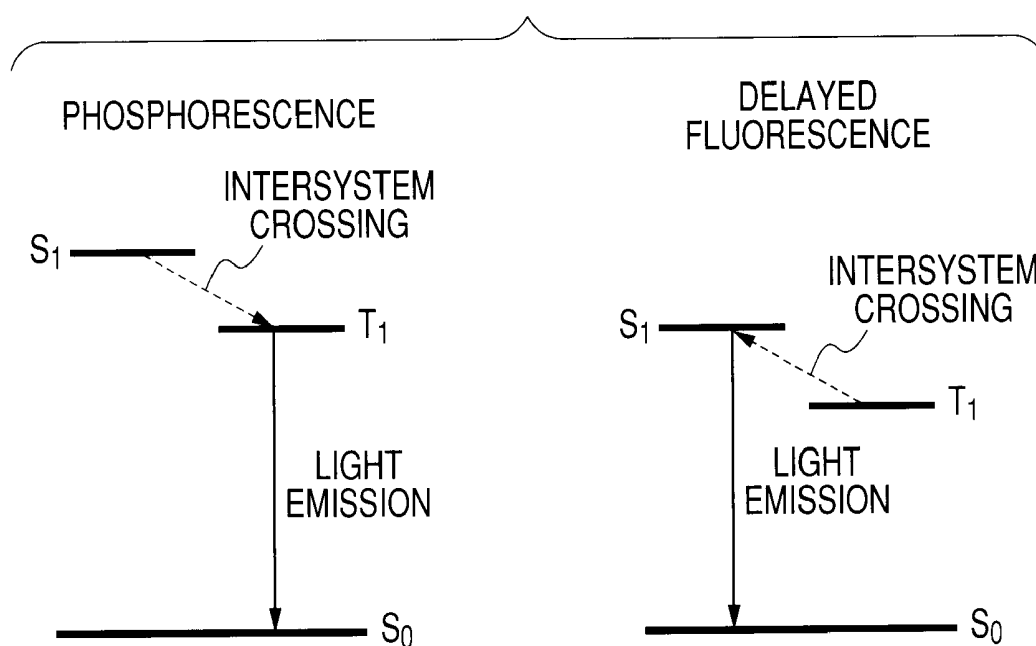 PHOSPHORESCENCE
INTERSYSTEM
CROSSING
S1
T1
LIGHT
EMISSION
S0
DELAYED
FLUORESCENCE
INTERSYSTEM
CROSSING
S1
T1
LIGHT
EMISSION
S0